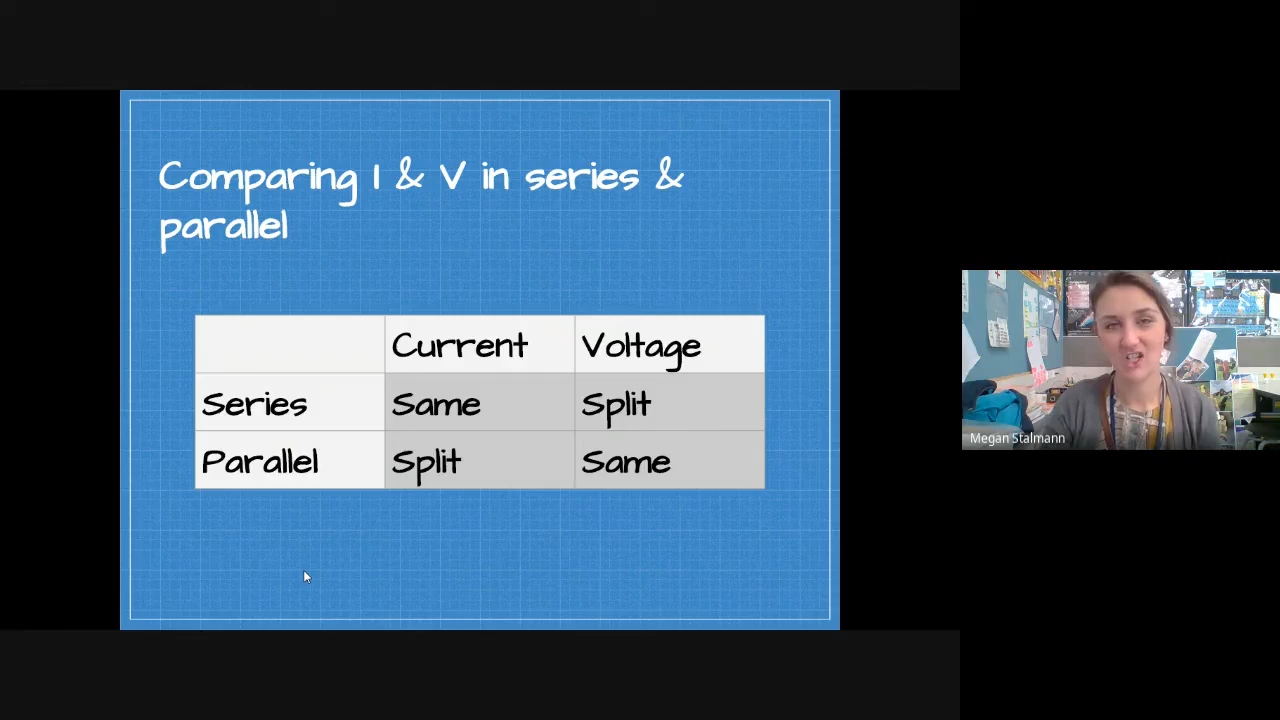 Comparing I & V in series &
parallel
Current Voltage
Series Same Split
Parallel Split Same
Megan Stalmann